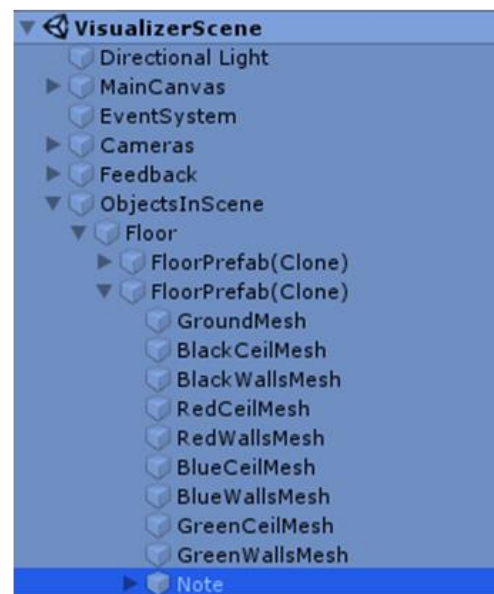 VisualizerScene
Directional Light
MainCanvas
EventSystem
Cameras
Feedback
ObjectsInScene
Floor
FloorPrefab(Clone)
FloorPrefab(Clone)
GroundMesh
BlackCeilMesh
BlackWallsMesh
RedCeilMesh
RedWallsMesh
BlueCeilMesh
BlueWallsMesh
GreenCeilMesh
GreenWallsMesh
Note